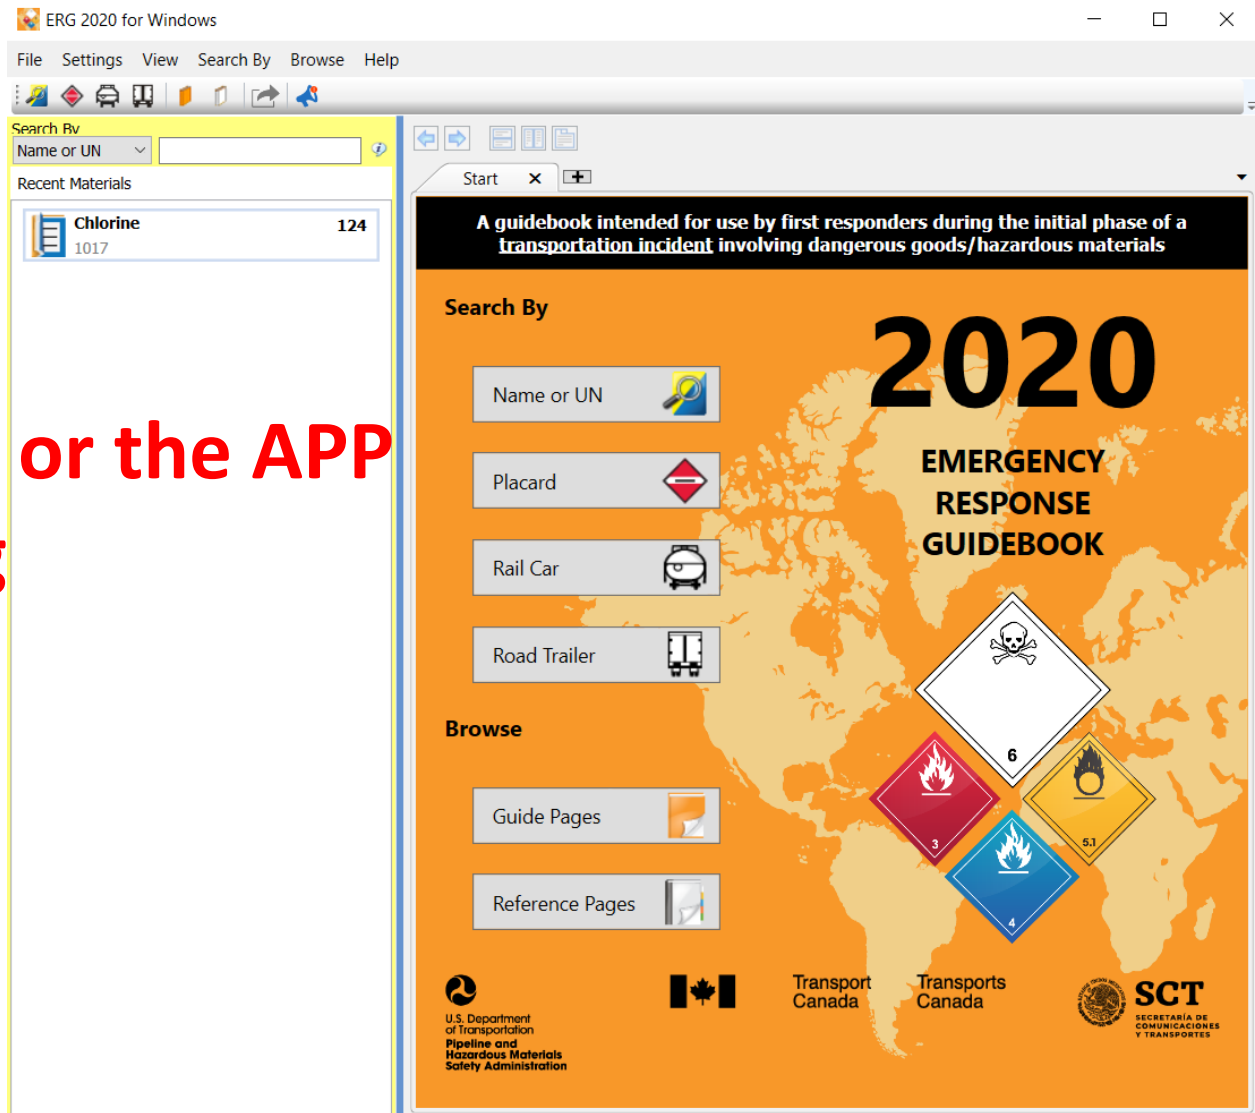 ERG 2020 for Windows
File Settings View Search By Browse Help
Search By
Name or UN
Recent Materials
Chlorine 124
1017
or the APP
g
Start
A guidebook intended for use by first responders during the initial phase of a
transportation incident involving dangerous goods/hazardous materials
Search By
Name or UN
Placard
Rail Car
Road Trailer
Browse
Guide Pages
Reference Pages
2020
EMERGENCY
RESPONSE
GUIDEBOOK
6
3
5.1
4
U.S. Department
of Transportation
Pipeline and
Hazardous Materials
Safety Administration
Transport
Canada
Transports
Canada
SCT
SECRETARÍA DE
COMUNICACIONES
Y TRANSPORTES